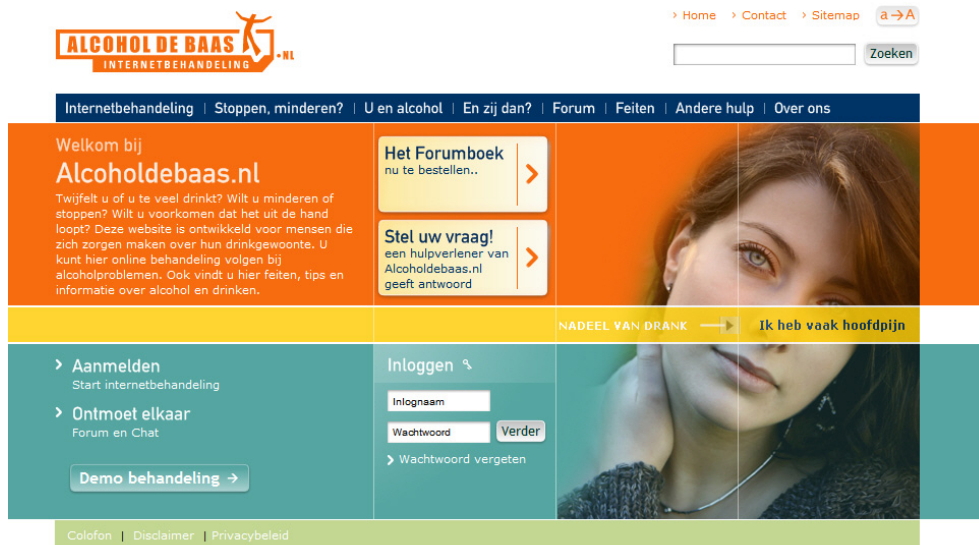 Home
Contact
Sitemap
a→A
ALCOHOL DE BAAS
.NL
INTERNETBEHANDELING
Zoeken
Internetbehandeling | Stoppen, minderen? | U en alcohol | En zij dan? | Forum | Feiten | Andere hulp | Over ons
Welkom bij
Alcoholdebaas.nl
Twijfelt u of u te veel drinkt? Wilt u minderen of
stoppen? Wilt u voorkomen dat het uit de hand
loopt? Deze website is ontwikkeld voor mensen die
zich zorgen maken over hun drinkgewoonte. U
kunt hier online behandeling volgen bij
alcoholproblemen. Ook vindt u hier feiten, tips en
informatie over alcohol en drinken.
Het Forumboek
nu te bestellen..
Stel uw vraag!
een hulpverlener van
Alcoholdebaas.nl
geeft antwoord
NADEEL VAN DRANK
Ik heb vaak hoofdpijn
Aanmelden
Start internetbehandeling
Ontmoet elkaar
Forum en Chat
Demo behandeling →
Inloggen
Inlognaam
Wachtwoord
Verder
Wachtwoord vergeten
Colofon | Disclaimer | Privacybeleid